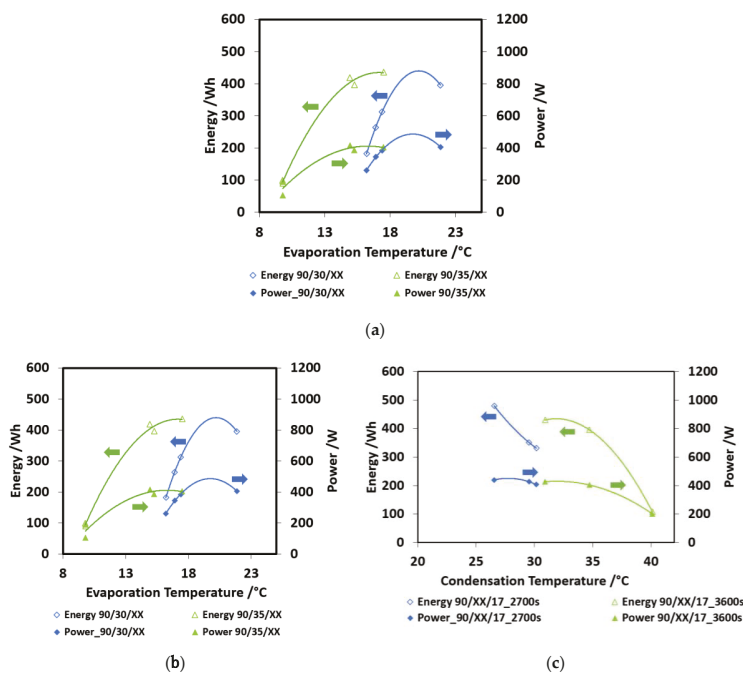 (a)
600
500
400
300
200
100
0
Energy /Wh
1200
1000
800
600
400
200
0
Power /W
8
13
18
23
Evaporation Temperature /°C
Energy 90/30/XX
Energy 90/35/XX
Power_90/30/XX
Power 90/35/XX
(a)
600
500
400
300
200
100
0
Energy /Wh
1200
1000
800
600
400
200
0
Power /W
8
13
18
23
Evaporation Temperature /°C
Energy 90/30/XX
Energy 90/35/XX
Power_90/30/XX
Power 90/35/XX
(b)
600
500
400
300
200
100
0
Energy /Wh
1200
1000
800
600
400
200
0
Power /W
20
25
30
35
40
Condensation Temperature /°C
Energy 90/XX/17_2700s
Energy 90/XX/17_3600s
Power_90/XX/17_2700s
Power 90/XX/17_3600s
(c)